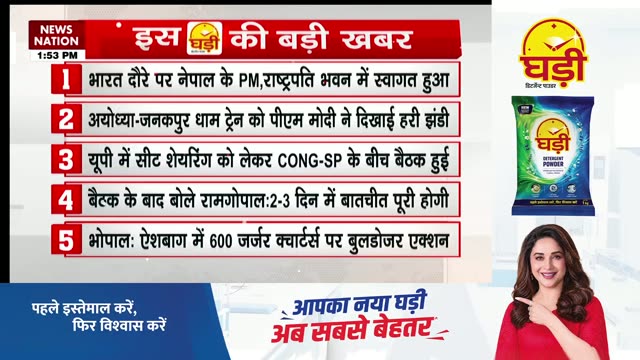 NEWS
NATION
1:53 PM
इस घड़ी की बड़ी खबर
1 भारत दौरे पर नेपाल के PM,राष्ट्रपति भवन में स्वागत हुआ
2 अयोध्या-जनकपुर धाम ट्रेन को पीएम मोदी ने दिखाई हरी झंडी
3 यूपी में सीट शेयरिंग को लेकर CONG-SP के बीच बैठक हुई
4 बैठक के बाद बोले रामगोपाल:2-3 दिन में बातचीत पूरी होगी
5 भोपाल: ऐशबाग में 600 जर्जर क्वार्टर्स पर बुलडोजर एक्शन
घड़ी
डिटर्जेंट पाउडर
घड़ी
DETERGENT
POWDER
पहले इस्तेमाल करें,
फिर विश्वास करें
आपका नया घड़ी
अब सबसे बेहतर